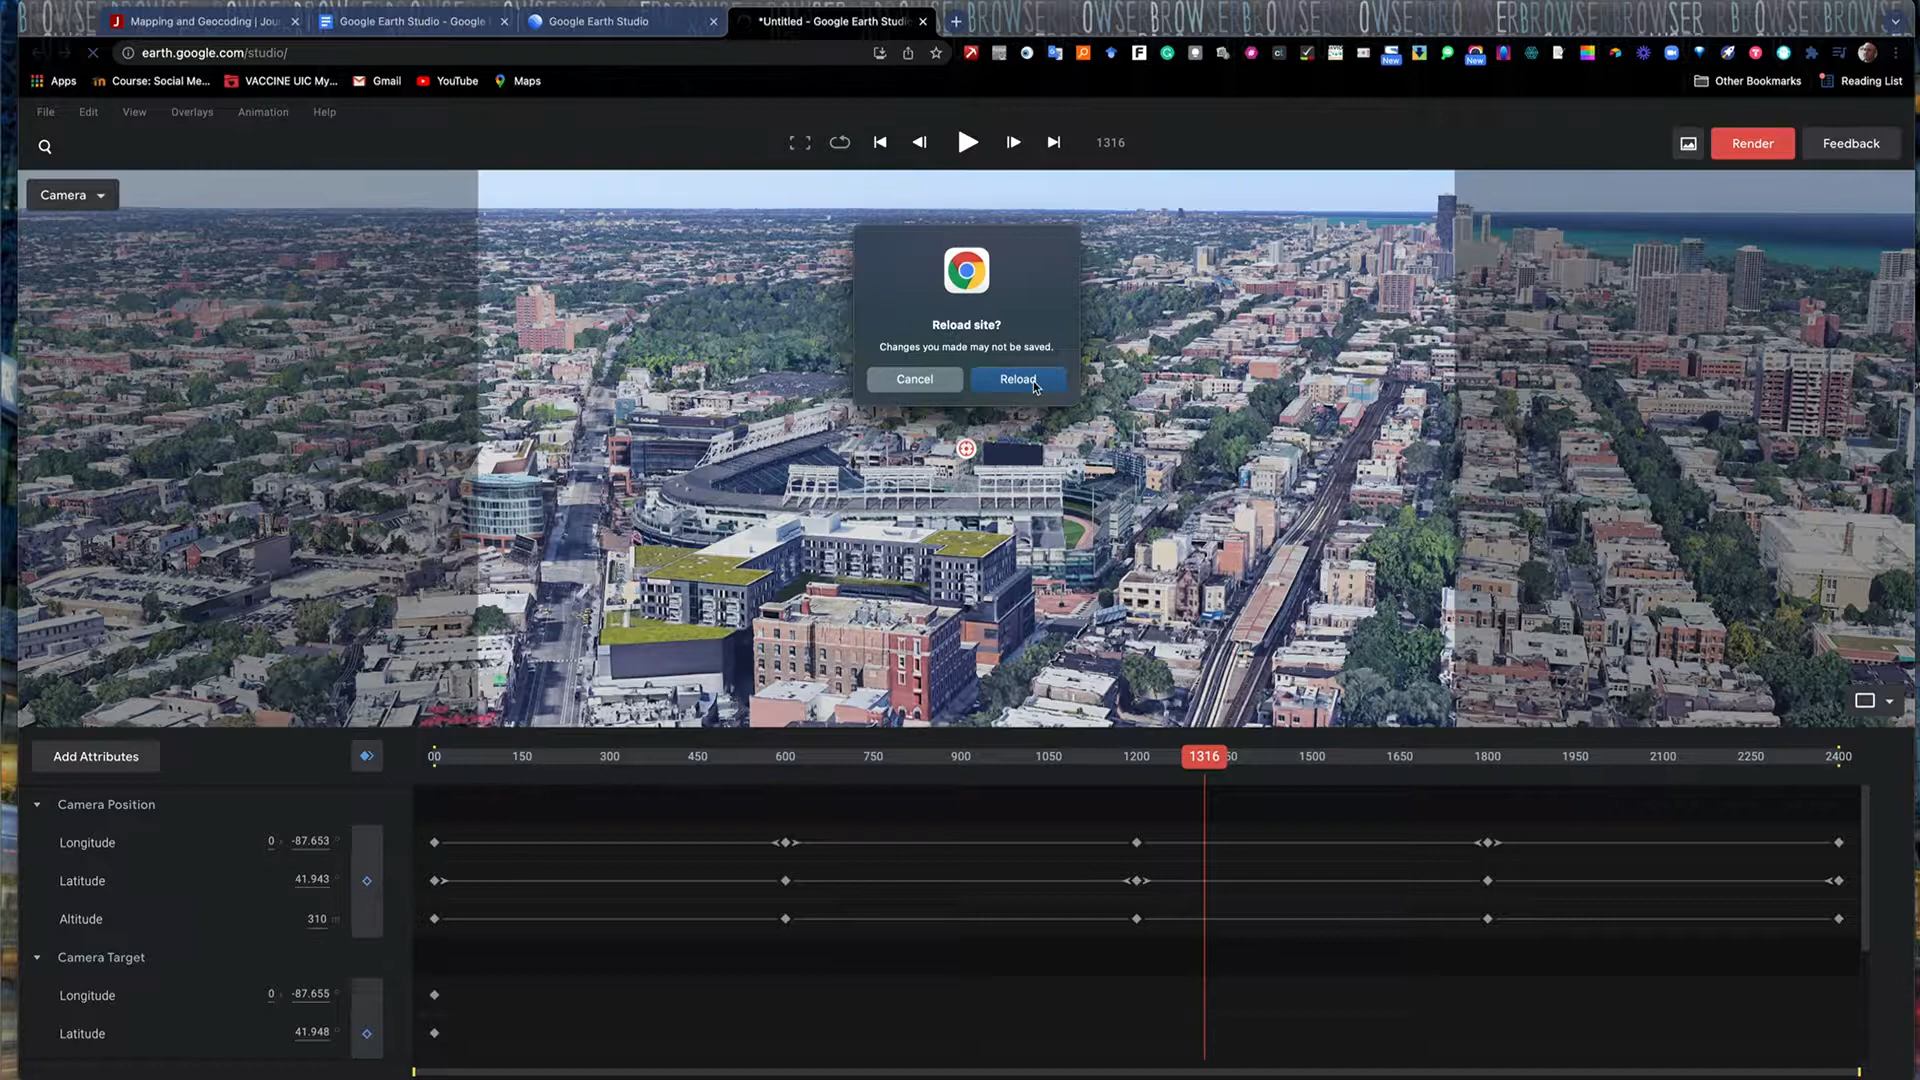 Mapping and Geocoding | Jou
Google Earth Studio - Google
Google Earth Studio
*Untitled - Google Earth Studi
earth.google.com/studio/
New
New
Apps
Course: Social Me...
VACCINE UIC My...
Gmail
YouTube
Maps
Other Bookmarks
Reading List
File
Edit
View
Overlays
Animation
Help
1316
Render
Feedback
Camera
Reload site?
Changes you made may not be saved.
Cancel
Reload
Add Attributes
00 150 300 450 600 750 900 1050 1200 1316 50 1500 1650 1800 1950 2100 2250 2400
Camera Position
Longitude 0 x -87.653 °
Latitude 41.943 °
Altitude 310 m
Camera Target
Longitude 0 x -87.655 °
Latitude 41.948 °